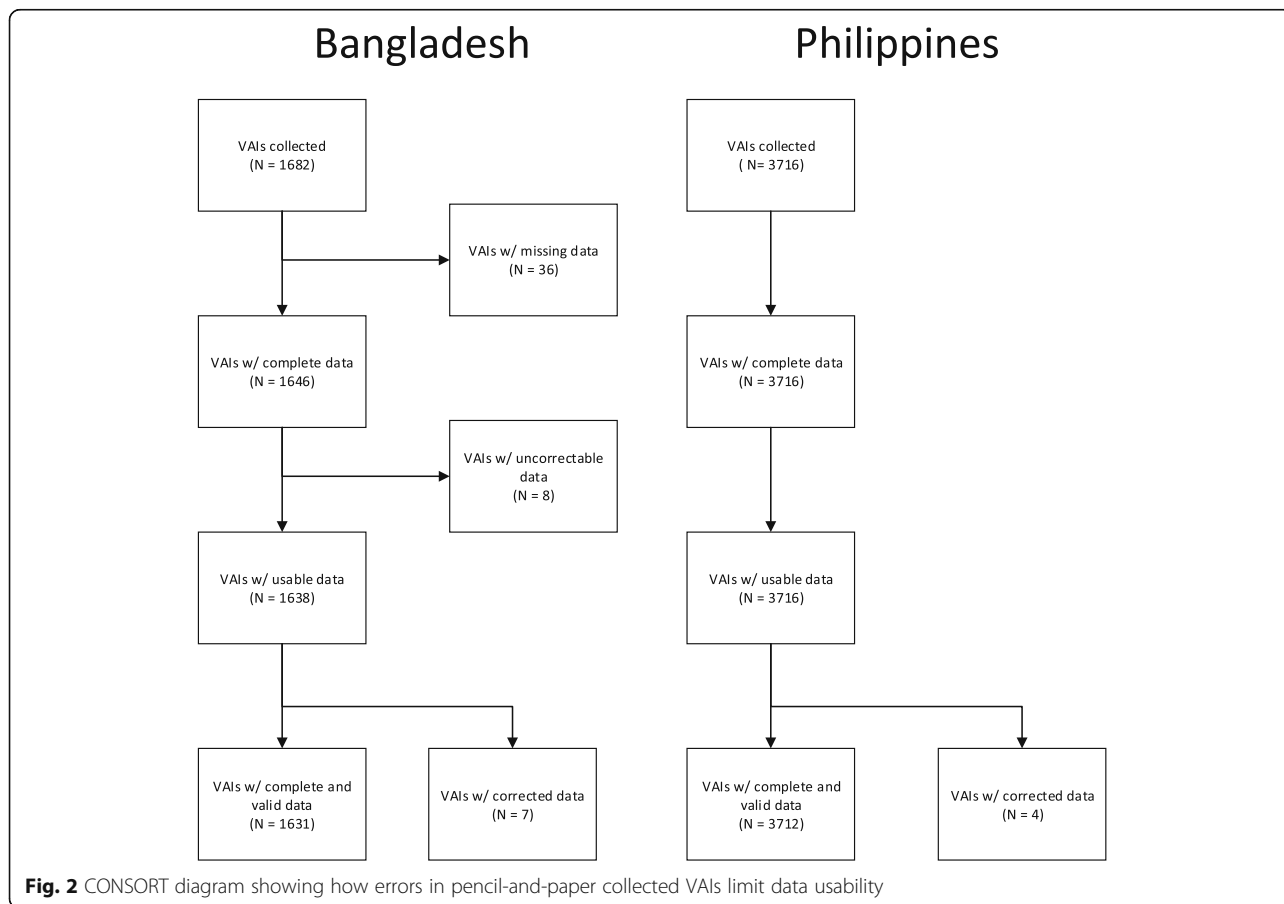 Bangladesh
VAIs collected
(N = 1682)
VAIs w/ missing data
(N = 36)
VAIs w/ complete data
(N = 1646)
VAIs w/ uncorrectable
data
(N = 8)
VAIs w/ usable data
(N = 1638)
VAIs w/ complete and
valid data
(N = 1631)
VAIs w/ corrected data
(N = 7)
Philippines
VAIs collected
( N= 3716)
VAIs w/ complete data
(N = 3716)
VAIs w/ usable data
(N = 3716)
VAIs w/ complete and
valid data
(N = 3712)
VAIs w/ corrected data
(N = 4)
Fig. 2 CONSORT diagram showing how errors in pencil-and-paper collected VAIs limit data usability